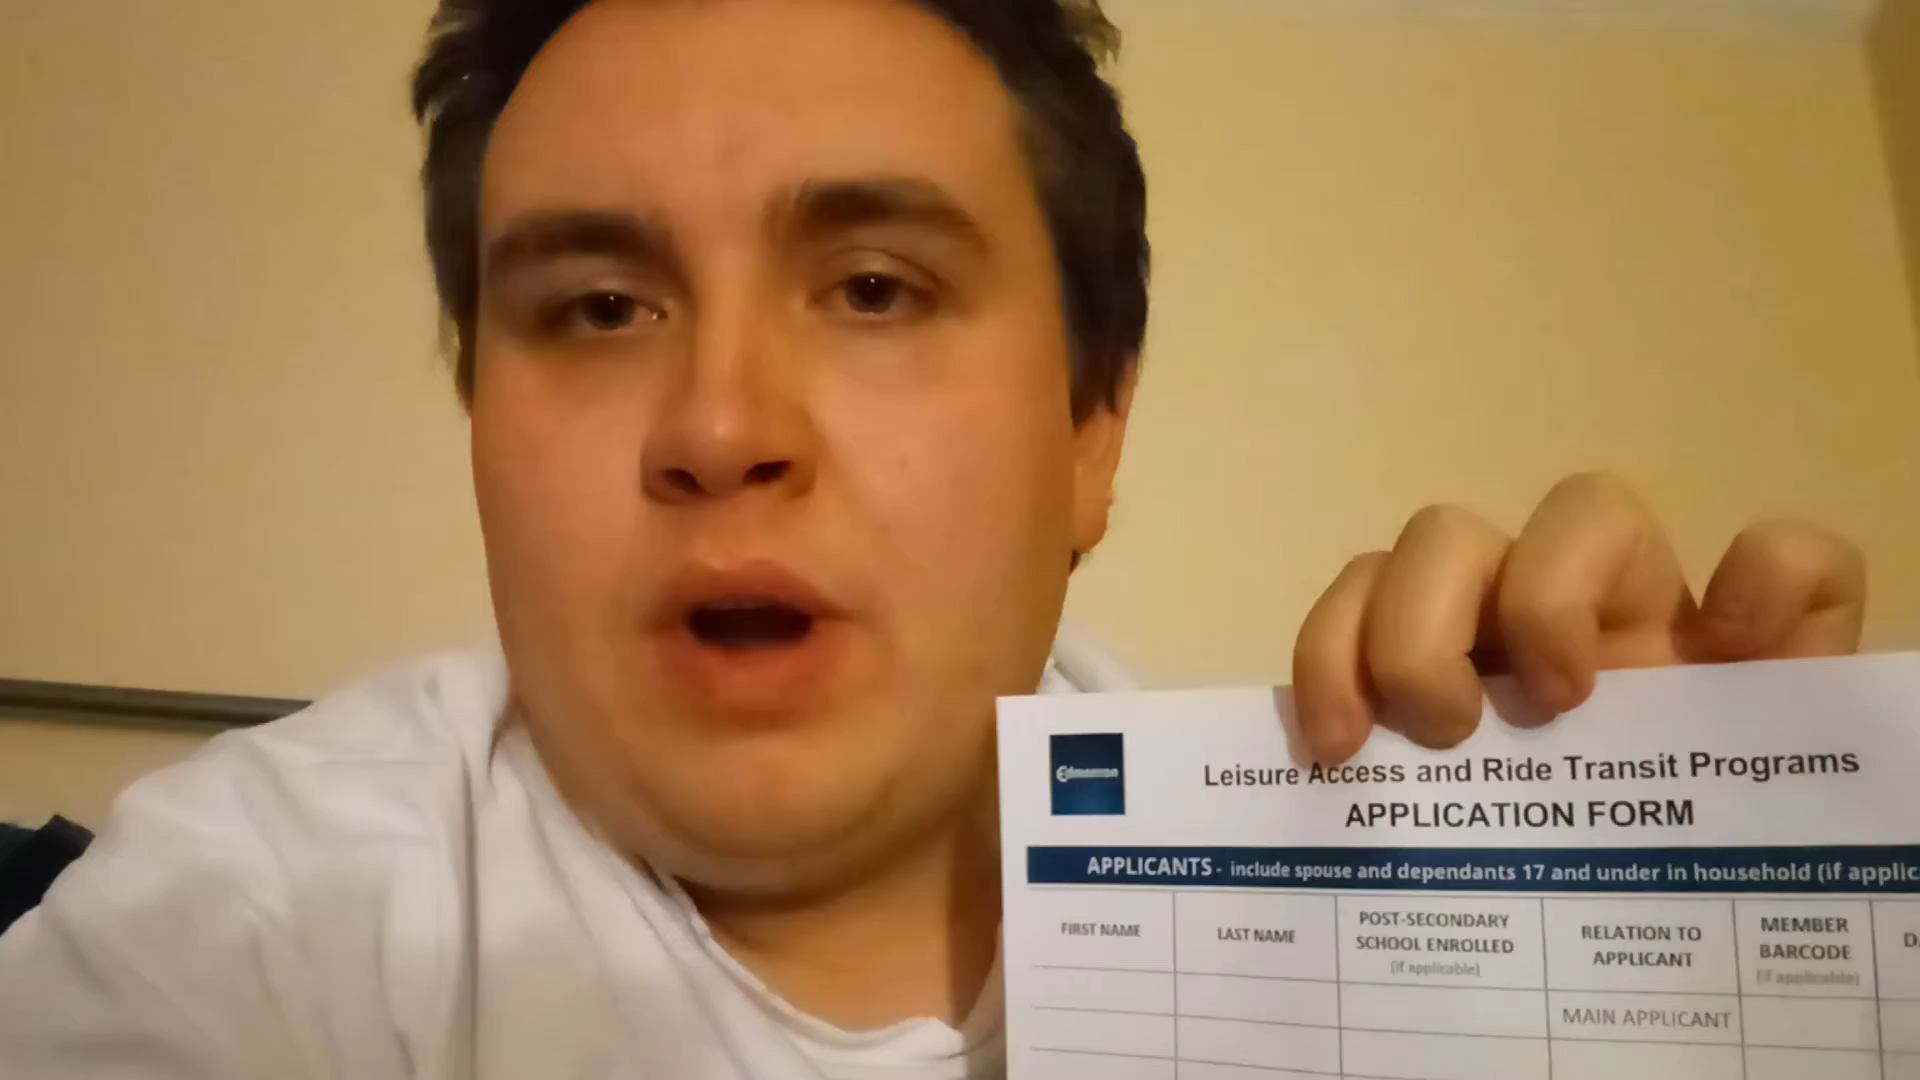 Edmonton
Leisure Access and Ride Transit Programs
APPLICATION FORM
APPLICANTS - include spouse and dependants 17 and under in household (if applic
FIRST NAME
LAST NAME
POST-SECONDARY
SCHOOL ENROLLED
(if applicable)
RELATION TO
APPLICANT
MEMBER
BARCODE
(if applicable)
D
MAIN APPLICANT